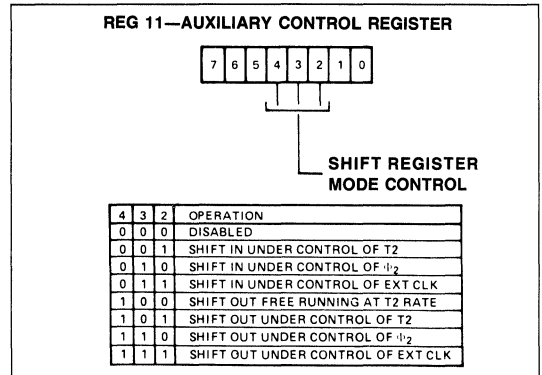 REG 11—AUXILIARY CONTROL REGISTER
7 6 5 4 3 2 1 0
SHIFT REGISTER
MODE CONTROL
4 3 2 OPERATION
0 0 0 DISABLED
0 0 1 SHIFT IN UNDER CONTROL OF T2
0 1 0 SHIFT IN UNDER CONTROL OF Φ2
0 1 1 SHIFT IN UNDER CONTROL OF EXT CLK
1 0 0 SHIFT OUT FREE RUNNING AT T2 RATE
1 0 1 SHIFT OUT UNDER CONTROL OF T2
1 1 0 SHIFT OUT UNDER CONTROL OF Φ2
1 1 1 SHIFT OUT UNDER CONTROL OF EXT CLK